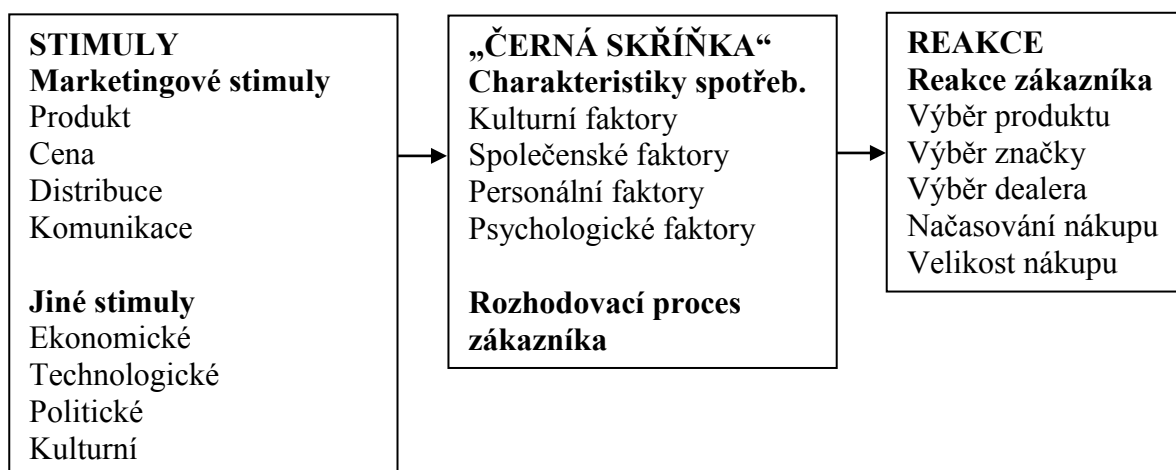 STIMULY
Marketingové stimuly
Produkt
Cena
Distribuce
Komunikace
Jiné stimuly
Ekonomické
Technologické
Politické
Kulturní
„ČERNÁ SKŘÍŇKA“
Charakteristiky spotřeb.
Kulturní faktory
Společenské faktory
Personální faktory
Psychologické faktory
Rozhodovací proces
zákazníka
REAKCE
Reakce zákazníka
Výběr produktu
Výběr značky
Výběr dealera
Načasování nákupu
Velikost nákupu